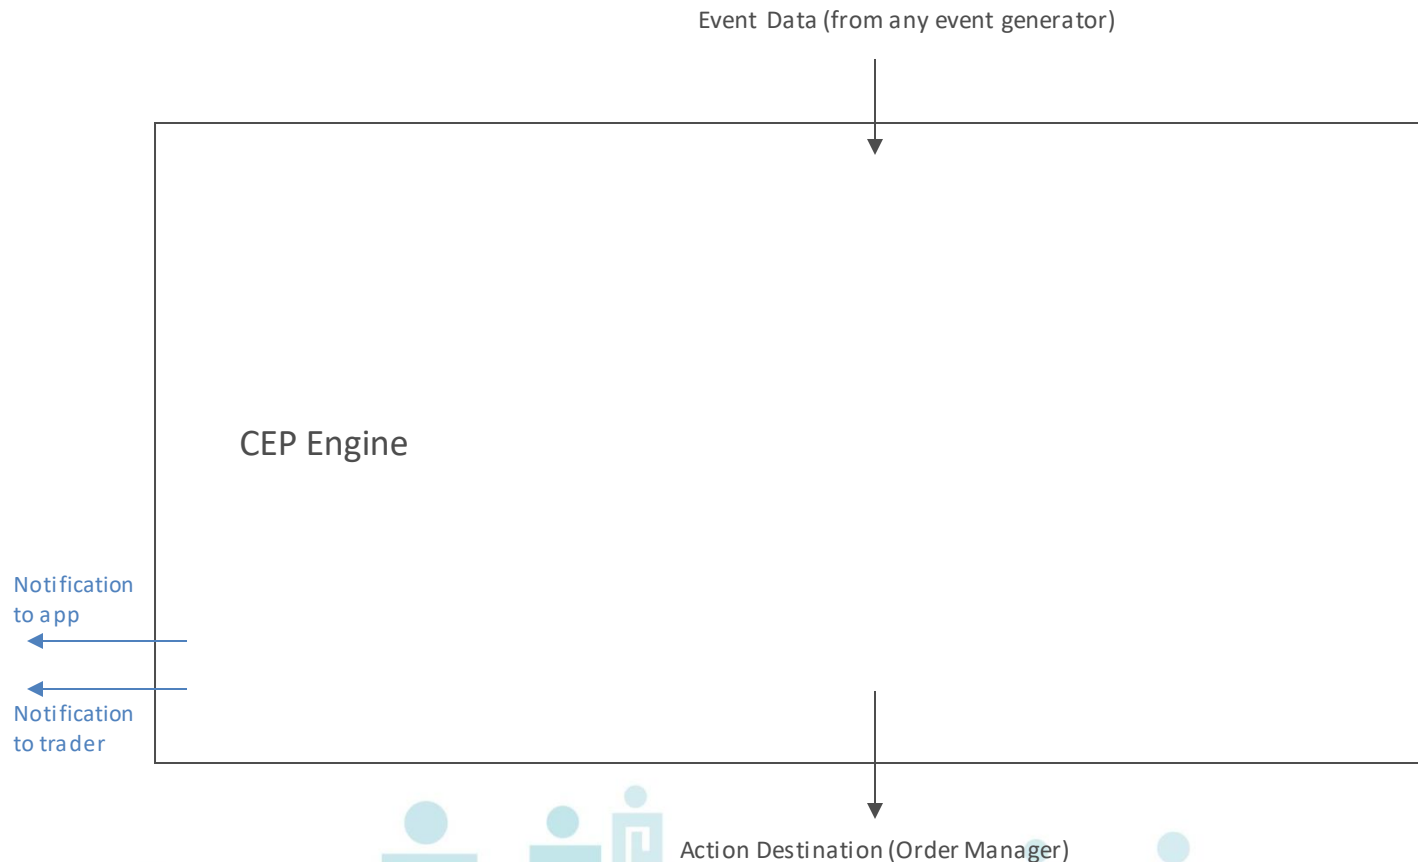 Event Data (from any event generator)
CEP Engine
Notification
to app
Notification
to trader
Action Destination (Order Manager)